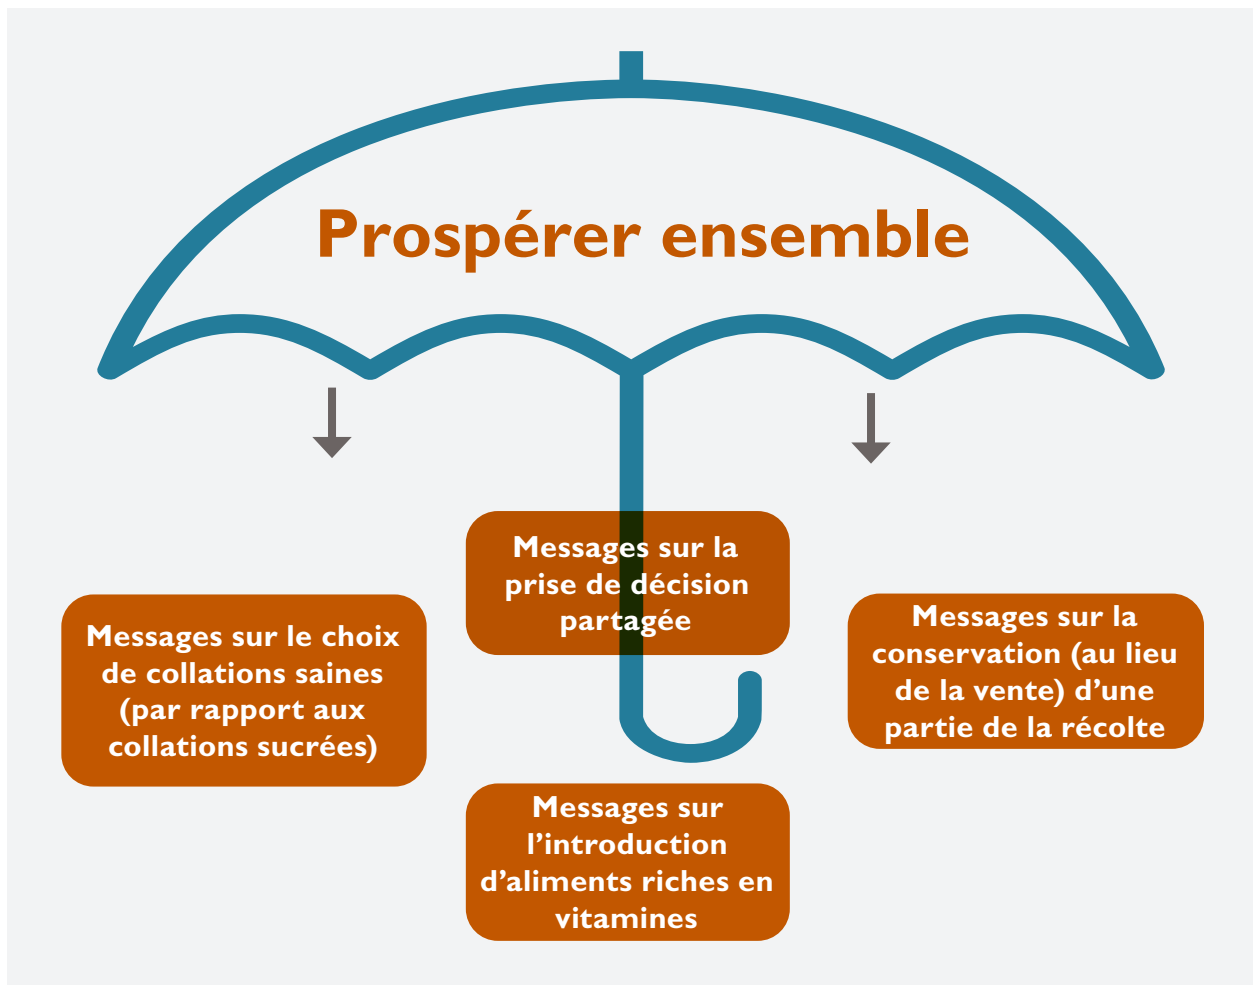 Prospérer ensemble
Messages sur la
prise de décision
partagée
Messages sur le choix
de collations saines
(par rapport aux
collations sucrées)
Messages sur la
conservation (au lieu
de la vente) d’une
partie de la récolte
Messages sur
l’introduction
d’aliments riches en
vitamines